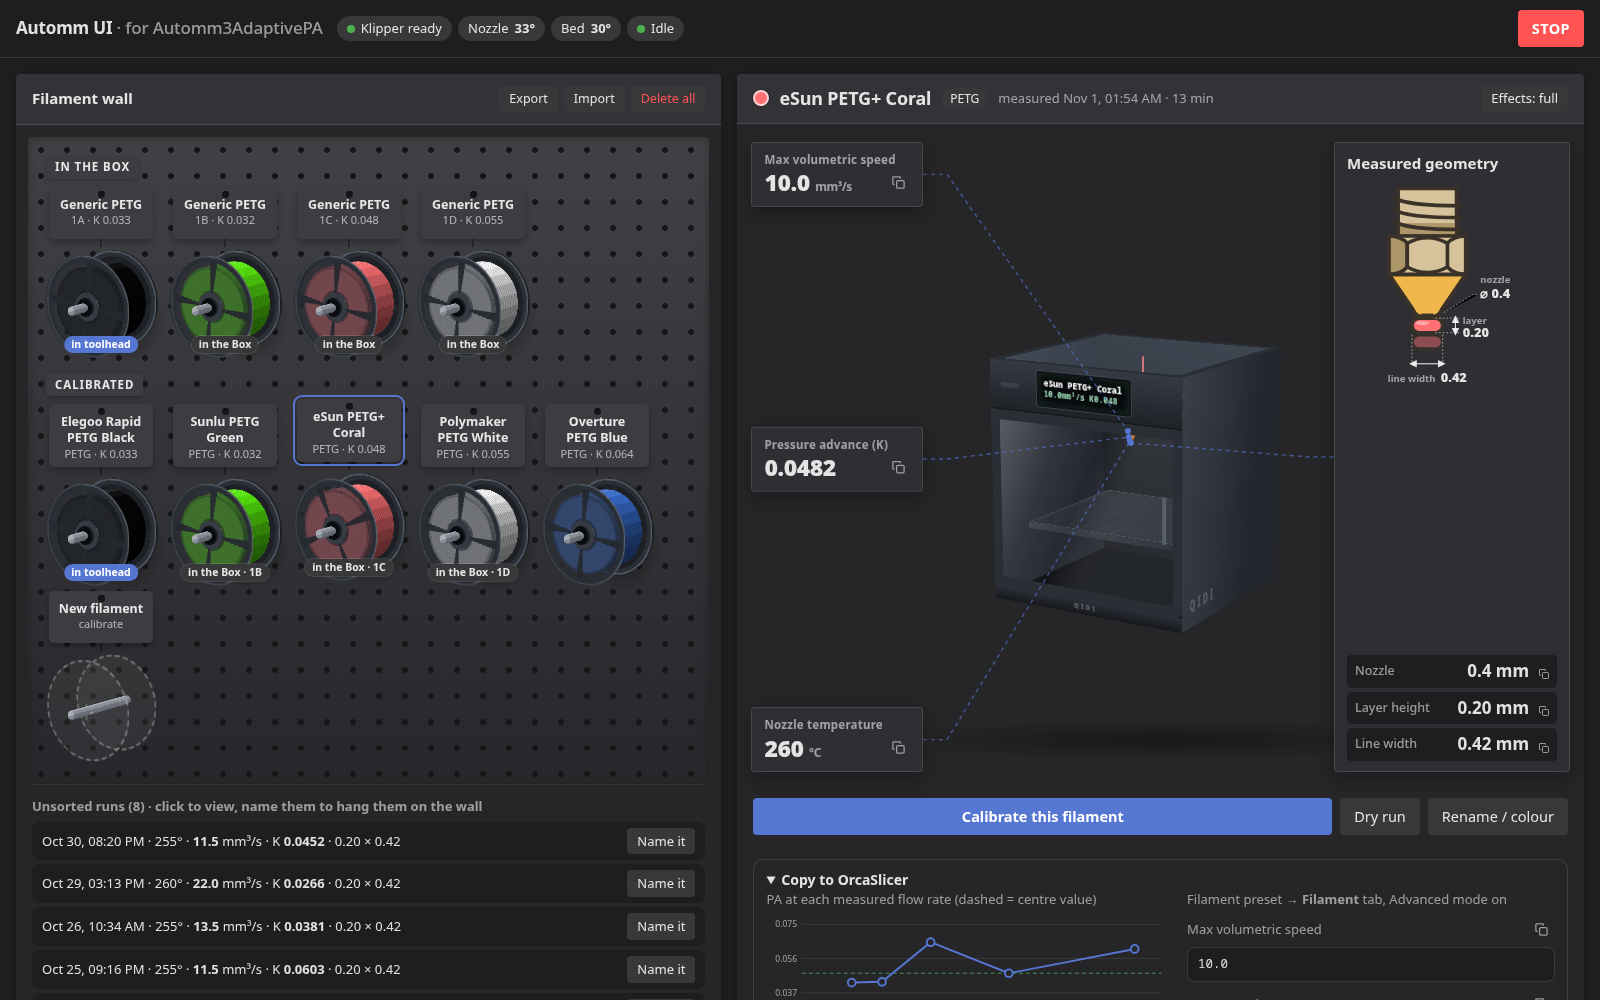 Automm UI · for Automm3AdaptivePA
Klipper ready
Nozzle 33°
Bed 30°
Idle
STOP
Filament wall
Export
Import
Delete all
IN THE BOX
Generic PETG
1A · K 0.033
Generic PETG
1B · K 0.032
Generic PETG
1C · K 0.048
Generic PETG
1D · K 0.055
in toolhead
in the Box
in the Box
in the Box
CALIBRATED
Elegoo Rapid
PETG Black
PETG · K 0.033
Sunlu PETG
Green
PETG · K 0.032
eSun PETG+
Coral
PETG · K 0.048
Polymaker
PETG White
PETG · K 0.055
Overture
PETG Blue
PETG · K 0.064
in toolhead
in the Box · 1B
in the Box · 1C
in the Box · 1D
New filament
calibrate
Unsorted runs (8) · click to view, name them to hang them on the wall
Oct 30, 08:20 PM · 255° · 11.5 mm³/s · K 0.0452 · 0.20 × 0.42
Name it
Oct 29, 03:13 PM · 260° · 22.0 mm³/s · K 0.0266 · 0.20 × 0.42
Name it
Oct 26, 10:34 AM · 255° · 13.5 mm³/s · K 0.0381 · 0.20 × 0.42
Name it
Oct 25, 09:16 PM · 255° · 11.5 mm³/s · K 0.0603 · 0.20 × 0.42
Name it
eSun PETG+ Coral
PETG
measured Nov 1, 01:54 AM · 13 min
Effects: full
Max volumetric speed
10.0 mm³/s
Pressure advance (K)
0.0482
Nozzle temperature
260 °C
eSun PETG+ Coral
10.0mm³/s K0.048
QIDI
QIDI
Measured geometry
nozzle
⌀ 0.4
layer
0.20
line width 0.42
Nozzle 0.4 mm
Layer height 0.20 mm
Line width 0.42 mm
Calibrate this filament
Dry run
Rename / colour
▼ Copy to OrcaSlicer
PA at each measured flow rate (dashed = centre value)
0.075
0.056
0.037
Filament preset → Filament tab, Advanced mode on
Max volumetric speed
10.0